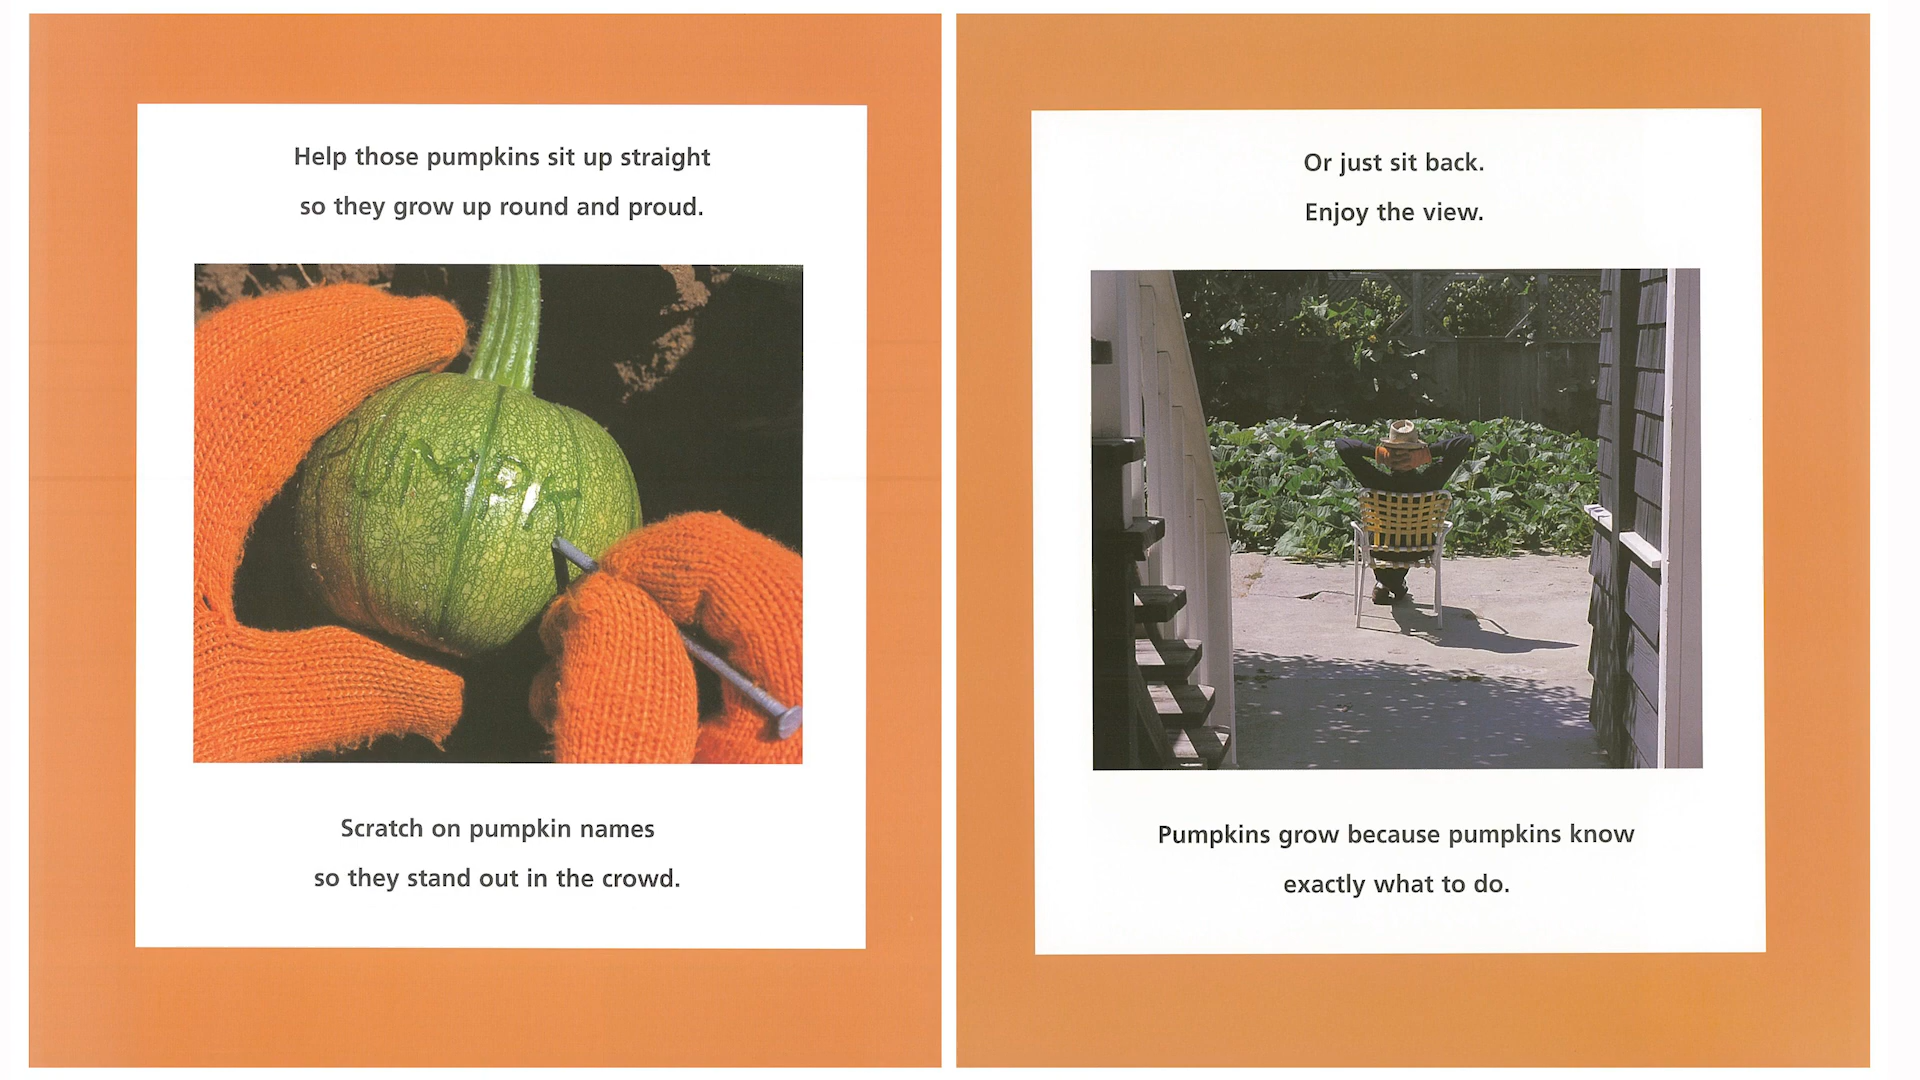 Help those pumpkins sit up straight
so they grow up round and proud.
Scratch on pumpkin names
so they stand out in the crowd.
Or just sit back.
Enjoy the view.
Pumpkins grow because pumpkins know
exactly what to do.